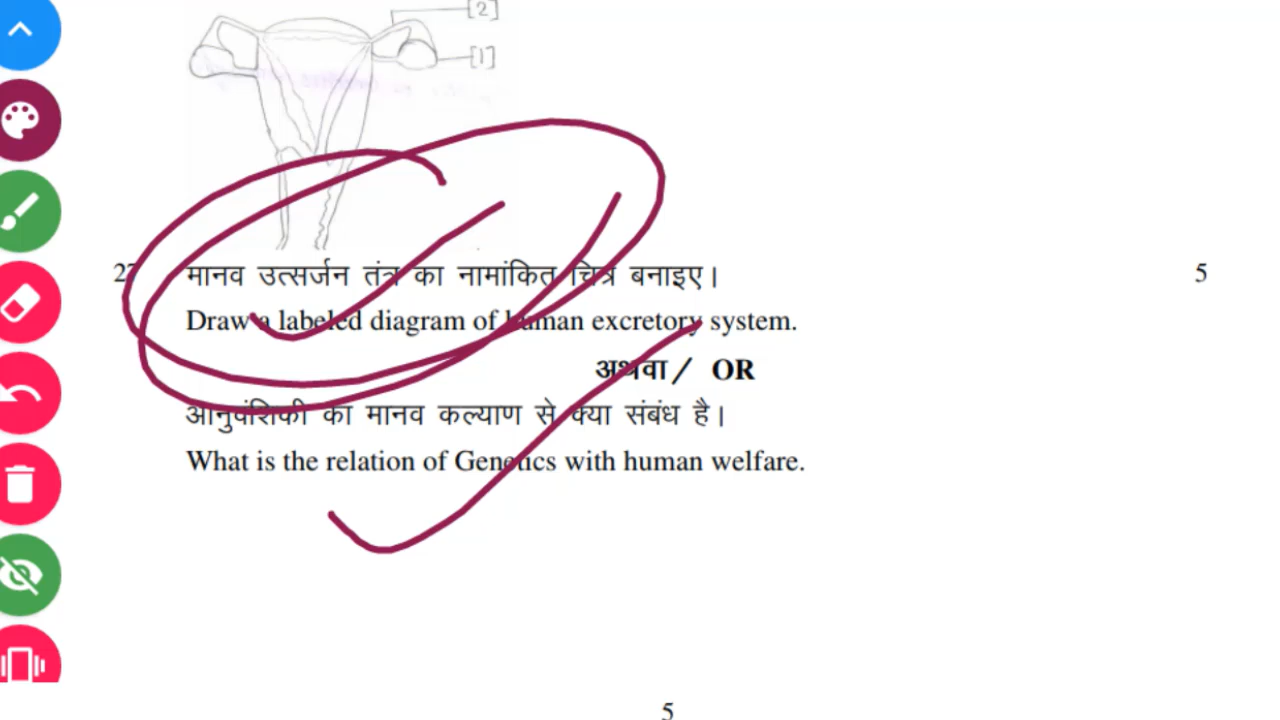 [2]
[1]
27 मानव उत्सर्जन तंत्र का नामांकित चित्र बनाइए। 5
Draw a labeled diagram of human excretory system.
अथवा / OR
आनुवंशिकी का मानव कल्याण से क्या संबंध है।
What is the relation of Genetics with human welfare.
5